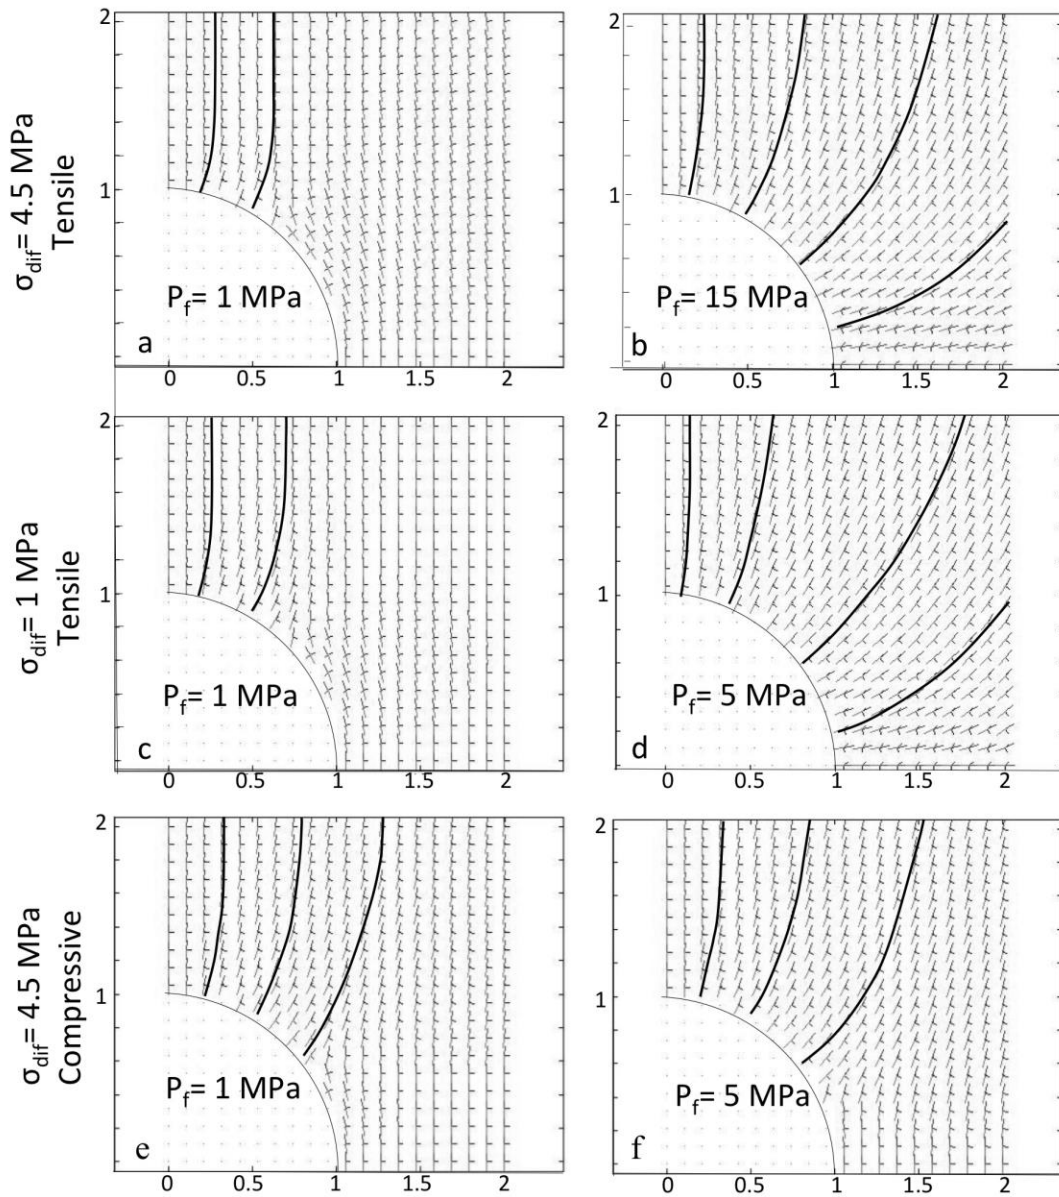 σdif= 4.5 MPa
Tensile
2
1
Pf= 1 MPa
a
0 0.5 1 1.5 2
2
1
Pf= 15 MPa
b
0 0.5 1 1.5 2
σdif= 1 MPa
Tensile
2
1
Pf= 1 MPa
c
0 0.5 1 1.5 2
2
1
Pf= 5 MPa
d
0 0.5 1 1.5 2
σdif= 4.5 MPa
Compressive
2
1
Pf= 1 MPa
e
0 0.5 1 1.5 2
2
1
Pf= 5 MPa
f
0 0.5 1 1.5 2